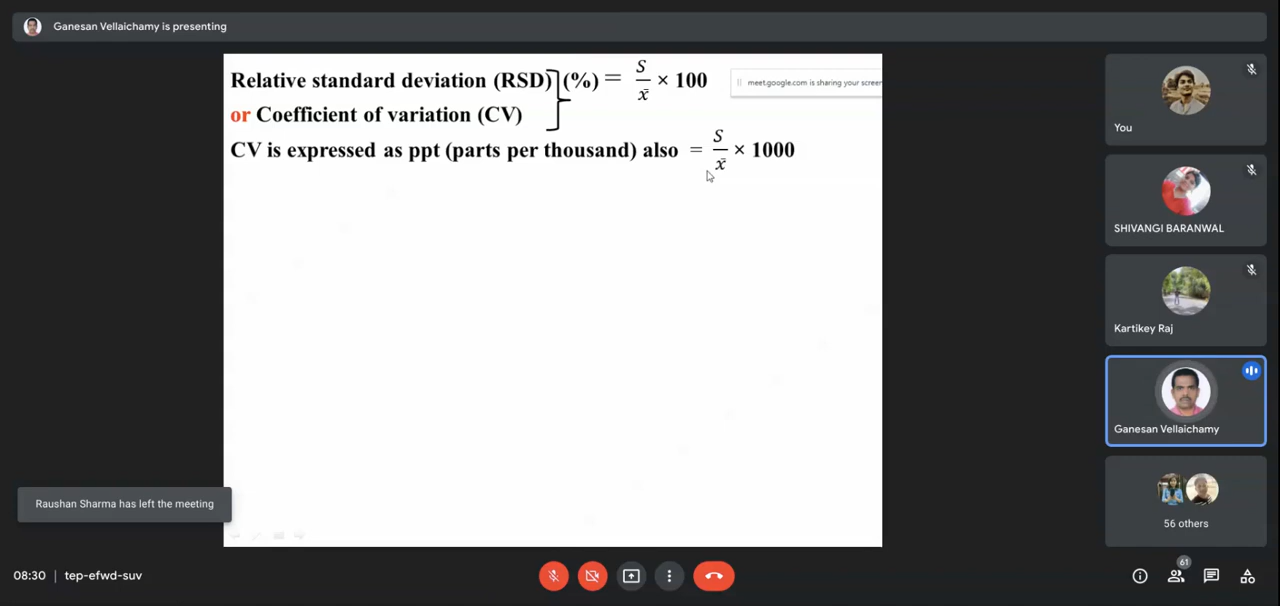 Ganesan Vellaichamy is presenting
Relative standard deviation (RSD) (%) = S/x̄ × 100
or Coefficient of variation (CV)
CV is expressed as ppt (parts per thousand) also = S/x̄ × 1000
meet.google.com is sharing your screen
You
SHIVANGI BARANWAL
Kartikey Raj
Ganesan Vellaichamy
56 others
Raushan Sharma has left the meeting
08:30 | tep-efwd-suv
61